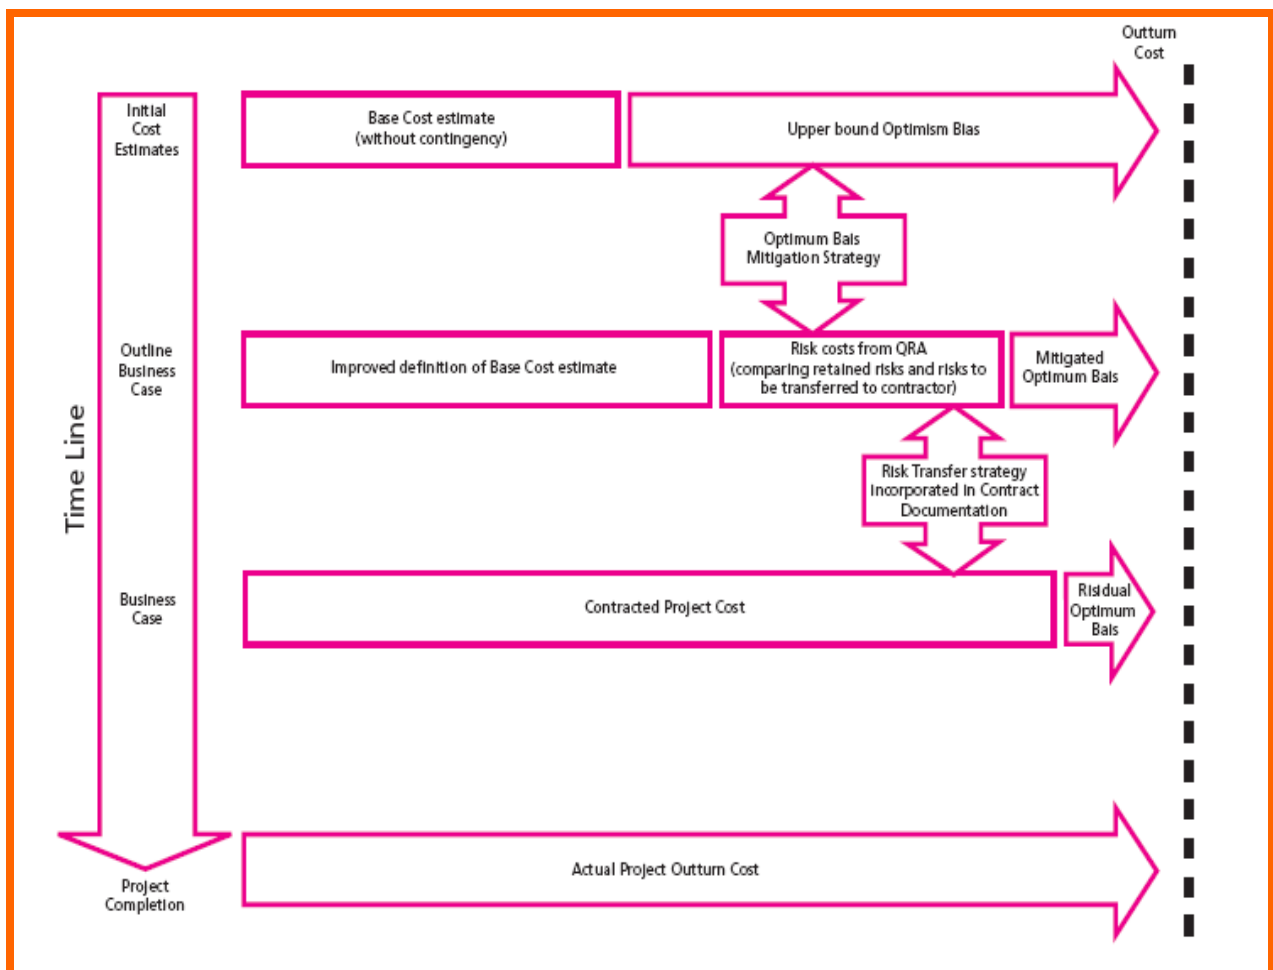 Outturn
Cost
Initial
Cost
Estimates
Base Cost estimate
(without contingency)
Upper bound Optimism Bias
Optimum Bais
Mitigation Strategy
Time Line
Outline
Business
Case
Improved definition of Base Cost estimate
Risk costs from QRA
(comparing retained risks and risks to
be transferred to contractor)
Mitigated
Optimum Bais
Risk Transfer strategy
incorporated in Contract
Documentation
Business
Case
Contracted Project Cost
Risidual
Optimum
Bais
Actual Project Outturn Cost
Project
Completion